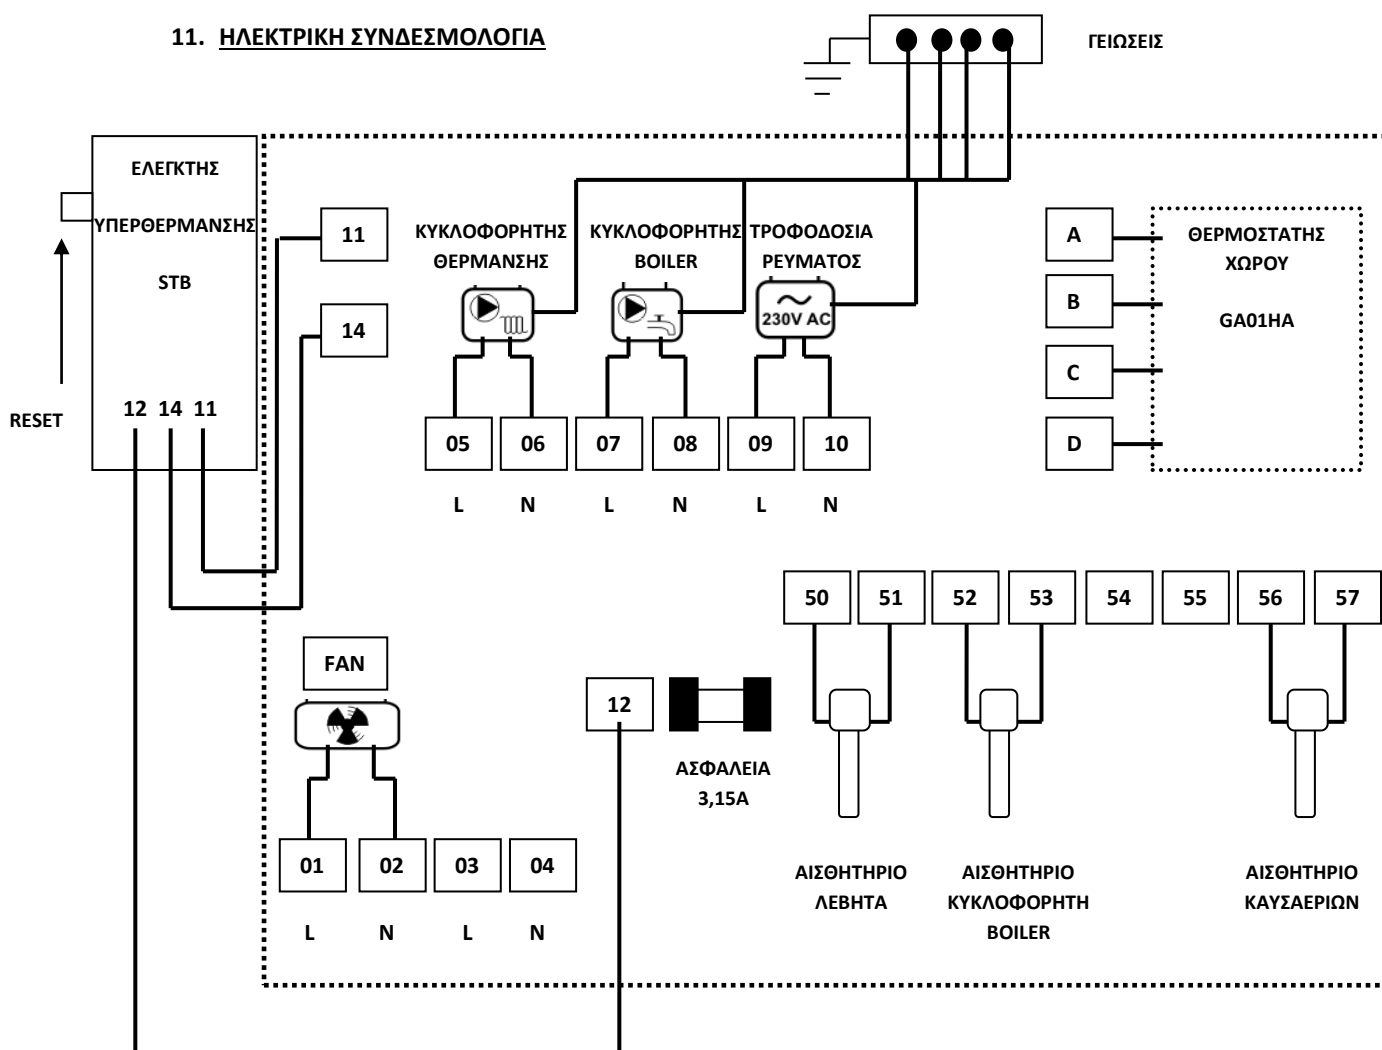 11. ΗΛΕΚΤΡΙΚΗ ΣΥΝΔΕΣΜΟΛΟΓΙΑ
ΓΕΙΩΣΕΙΣ
ΕΛΕΓΚΤΗΣ
ΥΠΕΡΘΕΡΜΑΝΣΗΣ
STB
12 14 11
RESET
11
14
ΚΥΚΛΟΦΟΡΗΤΗΣ
ΘΕΡΜΑΝΣΗΣ
ΚΥΚΛΟΦΟΡΗΤΗΣ
BOILER
ΤΡΟΦΟΔΟΣΙΑ
ΡΕΥΜΑΤΟΣ
230V AC
05 06 07 08 09 10
L N L N L N
A
B
C
D
ΘΕΡΜΟΣΤΑΤΗΣ
ΧΩΡΟΥ
GA01HA
50 51 52 53 54 55 56 57
FAN
12
ΑΣΦΑΛΕΙΑ
3,15A
01 02 03 04
L N L N
ΑΙΣΘΗΤΗΡΙΟ
ΛΕΒΗΤΑ
ΑΙΣΘΗΤΗΡΙΟ
ΚΥΚΛΟΦΟΡΗΤΗ
BOILER
ΑΙΣΘΗΤΗΡΙΟ
ΚΑΥΣΑΕΡΙΩΝ